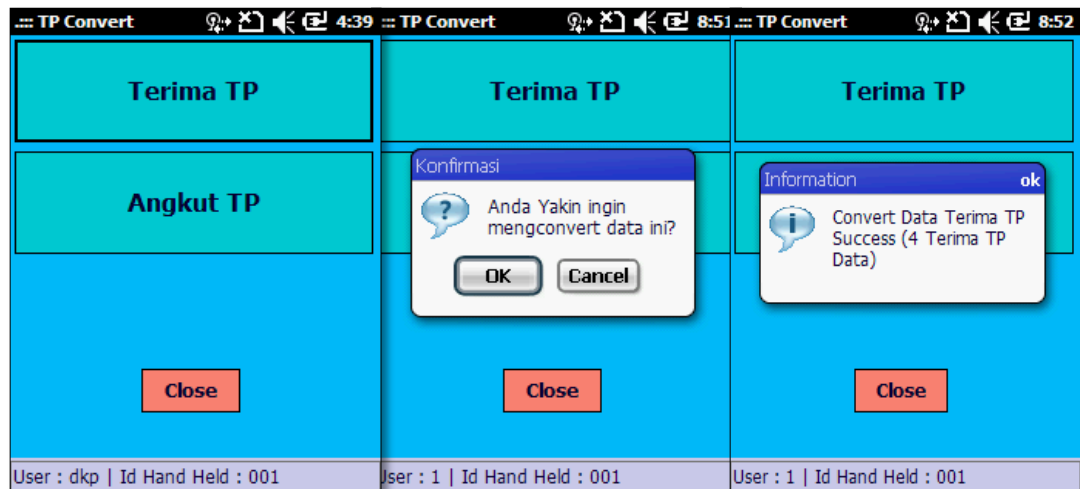 .::: TP Convert 4:39
Terima TP
Angkut TP
Close
User : dkp | Id Hand Held : 001
::: TP Convert 8:51
Terima TP
Konfirmasi
Anda Yakin ingin
mengconvert data ini?
OK Cancel
Close
User : 1 | Id Hand Held : 001
.::: TP Convert 8:52
Terima TP
Information ok
Convert Data Terima TP
Success (4 Terima TP
Data)
Close
User : 1 | Id Hand Held : 001